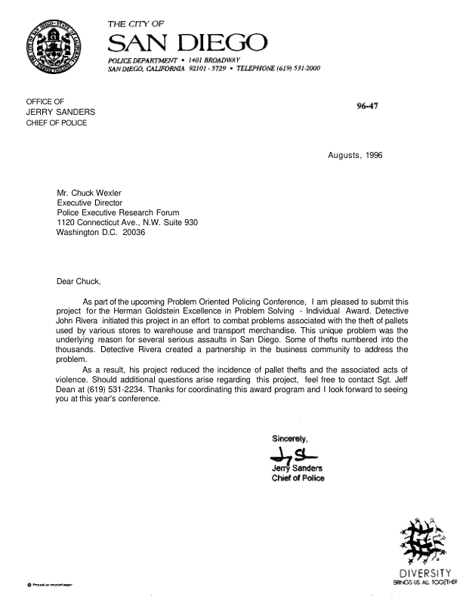 THE CITY OF
SAN DIEGO
POLICE DEPARTMENT • 1401 BROADWAY
SAN DIEGO, CALIFORNIA 92101 - 5729 • TELEPHONE (619) 531-2000
OFFICE OF
JERRY SANDERS
CHIEF OF POLICE
96-47
Augusts, 1996
Mr. Chuck Wexler
Executive Director
Police Executive Research Forum
1120 Connecticut Ave., N.W. Suite 930
Washington D.C. 20036
Dear Chuck,
As part of the upcoming Problem Oriented Policing Conference, I am pleased to submit this
project for the Herman Goldstein Excellence in Problem Solving - Individual Award. Detective
John Rivera initiated this project in an effort to combat problems associated with the theft of pallets
used by various stores to warehouse and transport merchandise. This unique problem was the
underlying reason for several serious assaults in San Diego. Some of thefts numbered into the
thousands. Detective Rivera created a partnership in the business community to address the
problem.
As a result, his project reduced the incidence of pallet thefts and the associated acts of
violence. Should additional questions arise regarding this project, feel free to contact Sgt. Jeff
Dean at (619) 531-2234. Thanks for coordinating this award program and I look forward to seeing
you at this year's conference.
Sincerely,
Jerry Sanders
Chief of Police
DIVERSITY
BRINGS US ALL TOGETHER
Printed on recycled paper